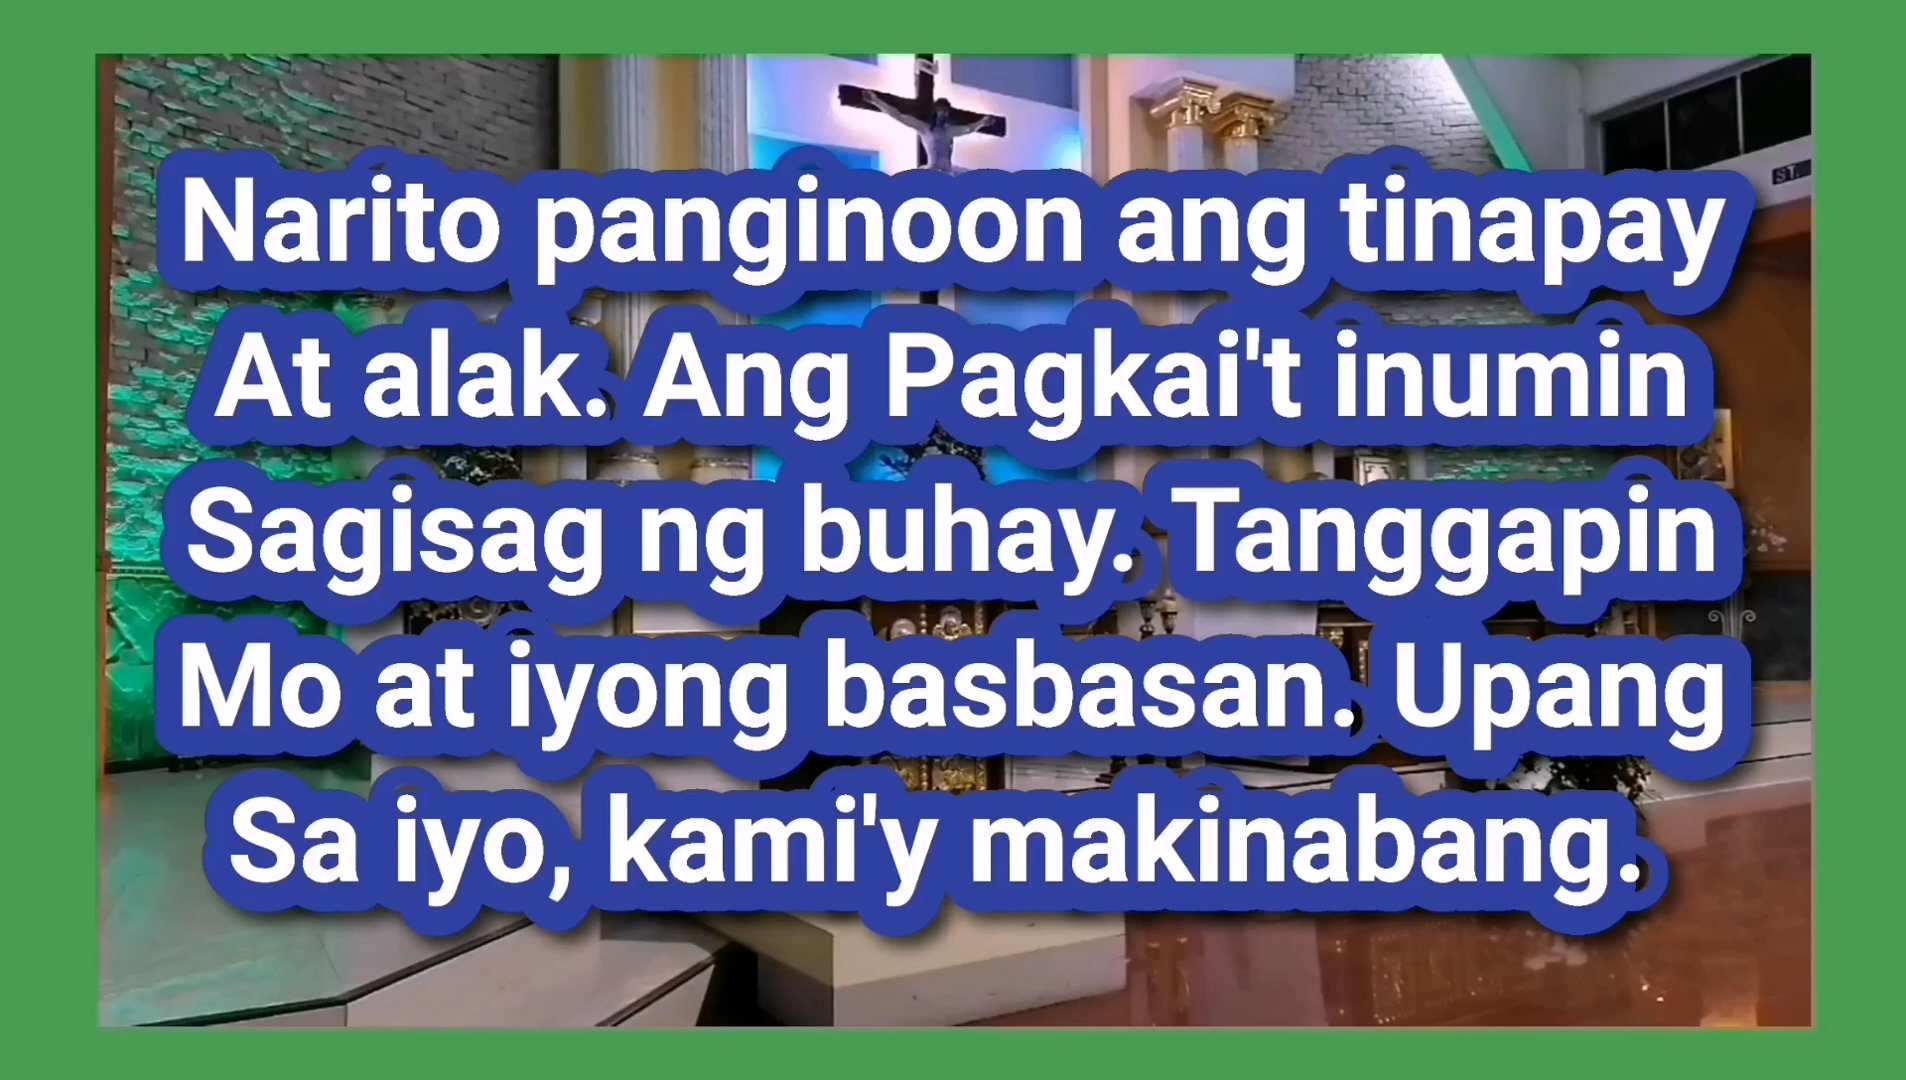 Narito panginoon ang tinapay
At alak. Ang Pagkai't inumin
Sagisag ng buhay. Tanggapin
Mo at iyong basbasan. Upang
Sa iyo, kami'y makinabang.
ST.